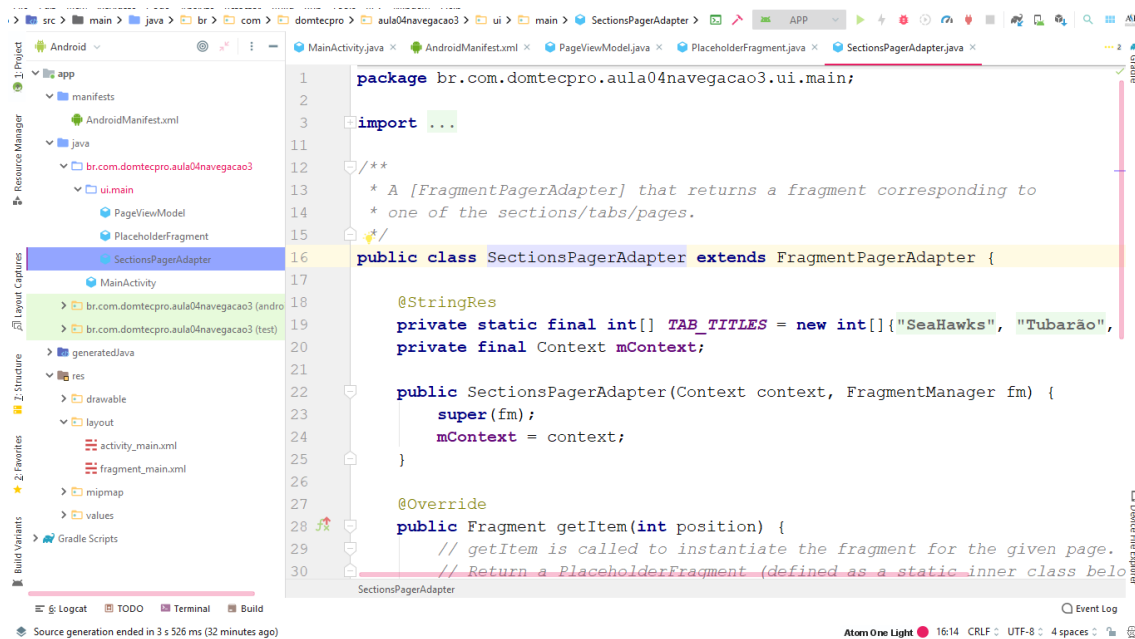 src main java br com domtecpro aula04navegacao3 ui main SectionsPagerAdapter APP
Android
MainActivity.java × AndroidManifest.xml × PageViewModel.java × PlaceholderFragment.java × SectionsPagerAdapter.java × 2
1: Project
Resource Manager
Layout Captures
7: Structure
2: Favorites
Build Variants
app
manifests
AndroidManifest.xml
java
br.com.domtecpro.aula04navegacao3
ui.main
PageViewModel
PlaceholderFragment
SectionsPagerAdapter
MainActivity
br.com.domtecpro.aula04navegacao3 (andro
br.com.domtecpro.aula04navegacao3 (test)
generatedJava
res
drawable
layout
activity_main.xml
fragment_main.xml
mipmap
values
Gradle Scripts
1 package br.com.domtecpro.aula04navegacao3.ui.main;
2
3 import ...
11
12 /**
13 * A [FragmentPagerAdapter] that returns a fragment corresponding to
14 * one of the sections/tabs/pages.
15 */
16 public class SectionsPagerAdapter extends FragmentPagerAdapter {
17
18 @StringRes
19 private static final int[] TAB_TITLES = new int[]{"SeaHawks", "Tubarão",
20 private final Context mContext;
21
22 public SectionsPagerAdapter(Context context, FragmentManager fm) {
23 super(fm);
24 mContext = context;
25 }
26
27 @Override
28 public Fragment getItem(int position) {
29 // getItem is called to instantiate the fragment for the given page.
30 // Return a PlaceholderFragment (defined as a static inner class belo
SectionsPagerAdapter
Gradle
Device File Explorer
6: Logcat TODO Terminal Build Event Log
Source generation ended in 3 s 526 ms (32 minutes ago) Atom One Light 16:14 CRLF UTF-8 4 spaces